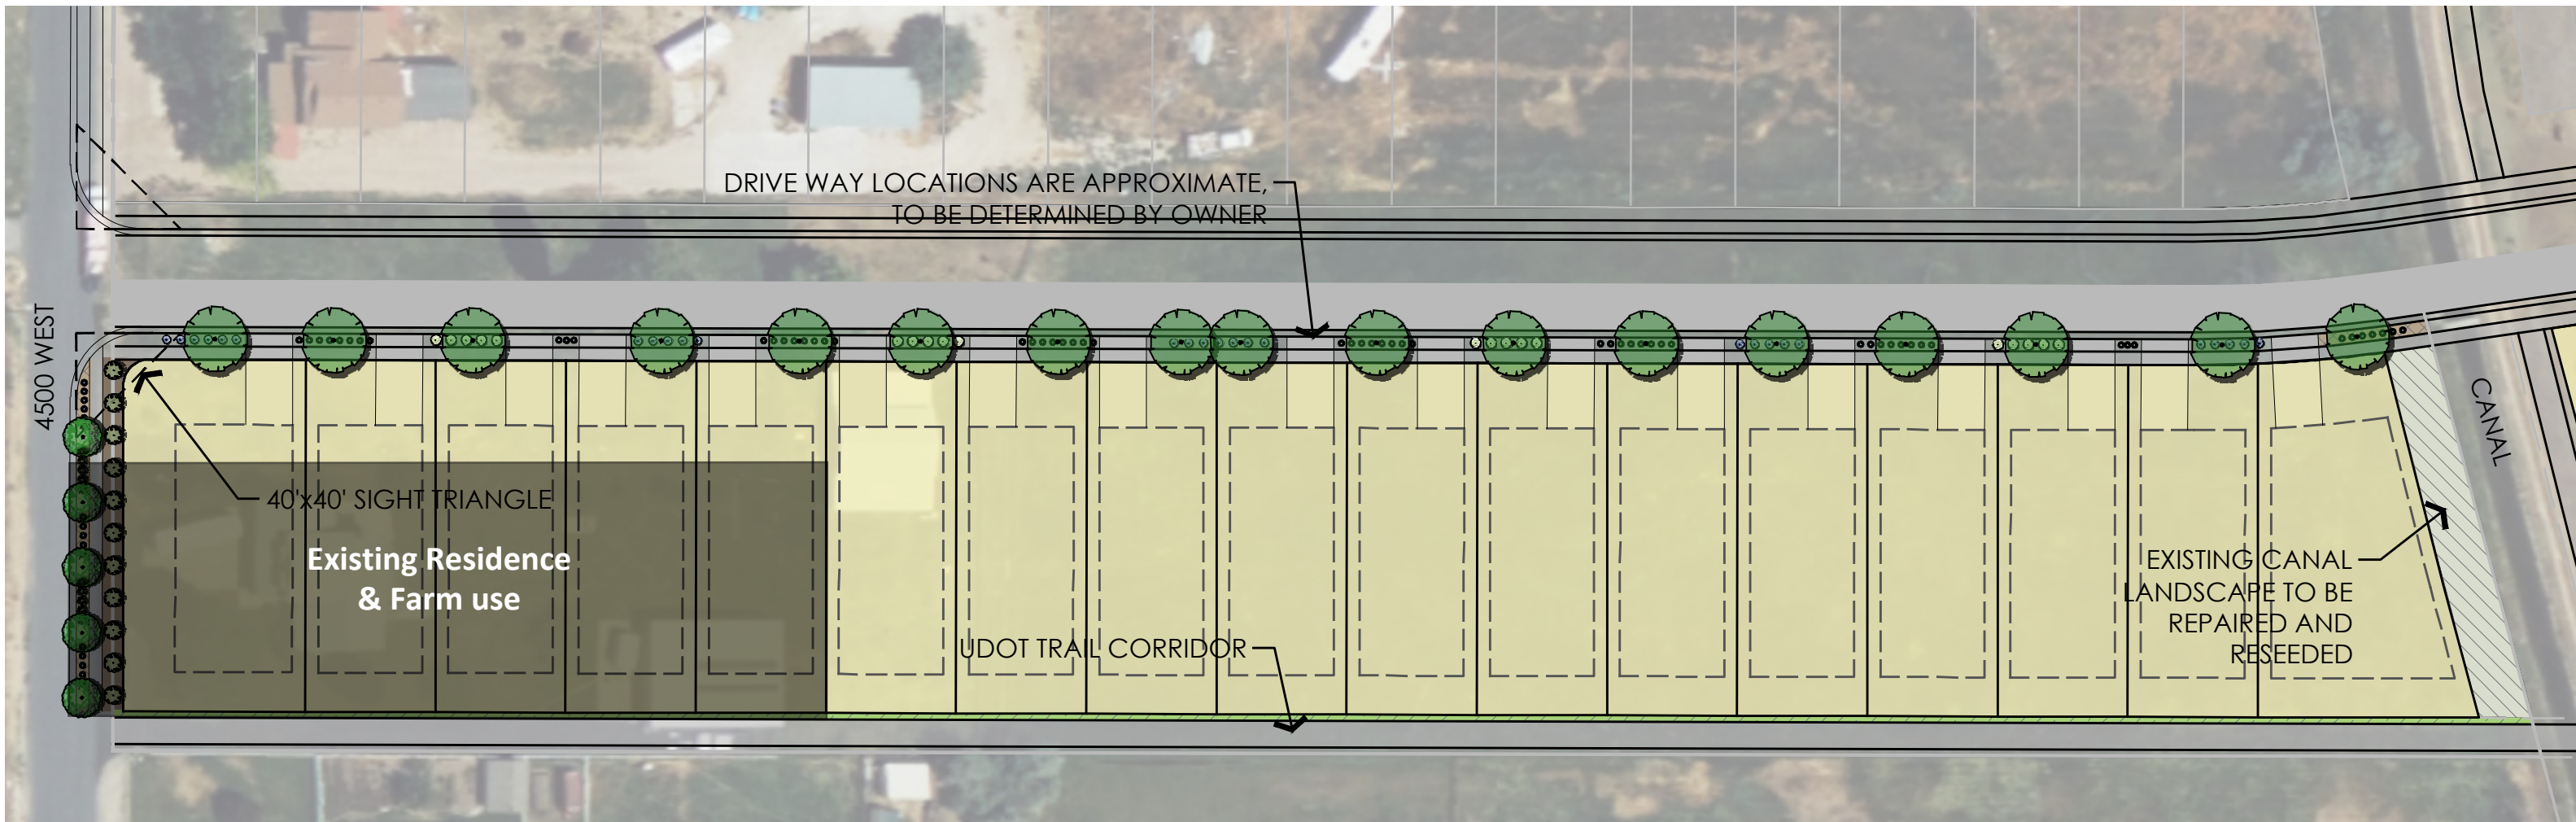 DRIVE WAY LOCATIONS ARE APPROXIMATE,
TO BE DETERMINED BY OWNER
4500 WEST
CANAL
40'x40' SIGHT TRIANGLE
Existing Residence
& Farm use
EXISTING CANAL
LANDSCAPE TO BE
REPAIRED AND
RESEEDED
UDOT TRAIL CORRIDOR